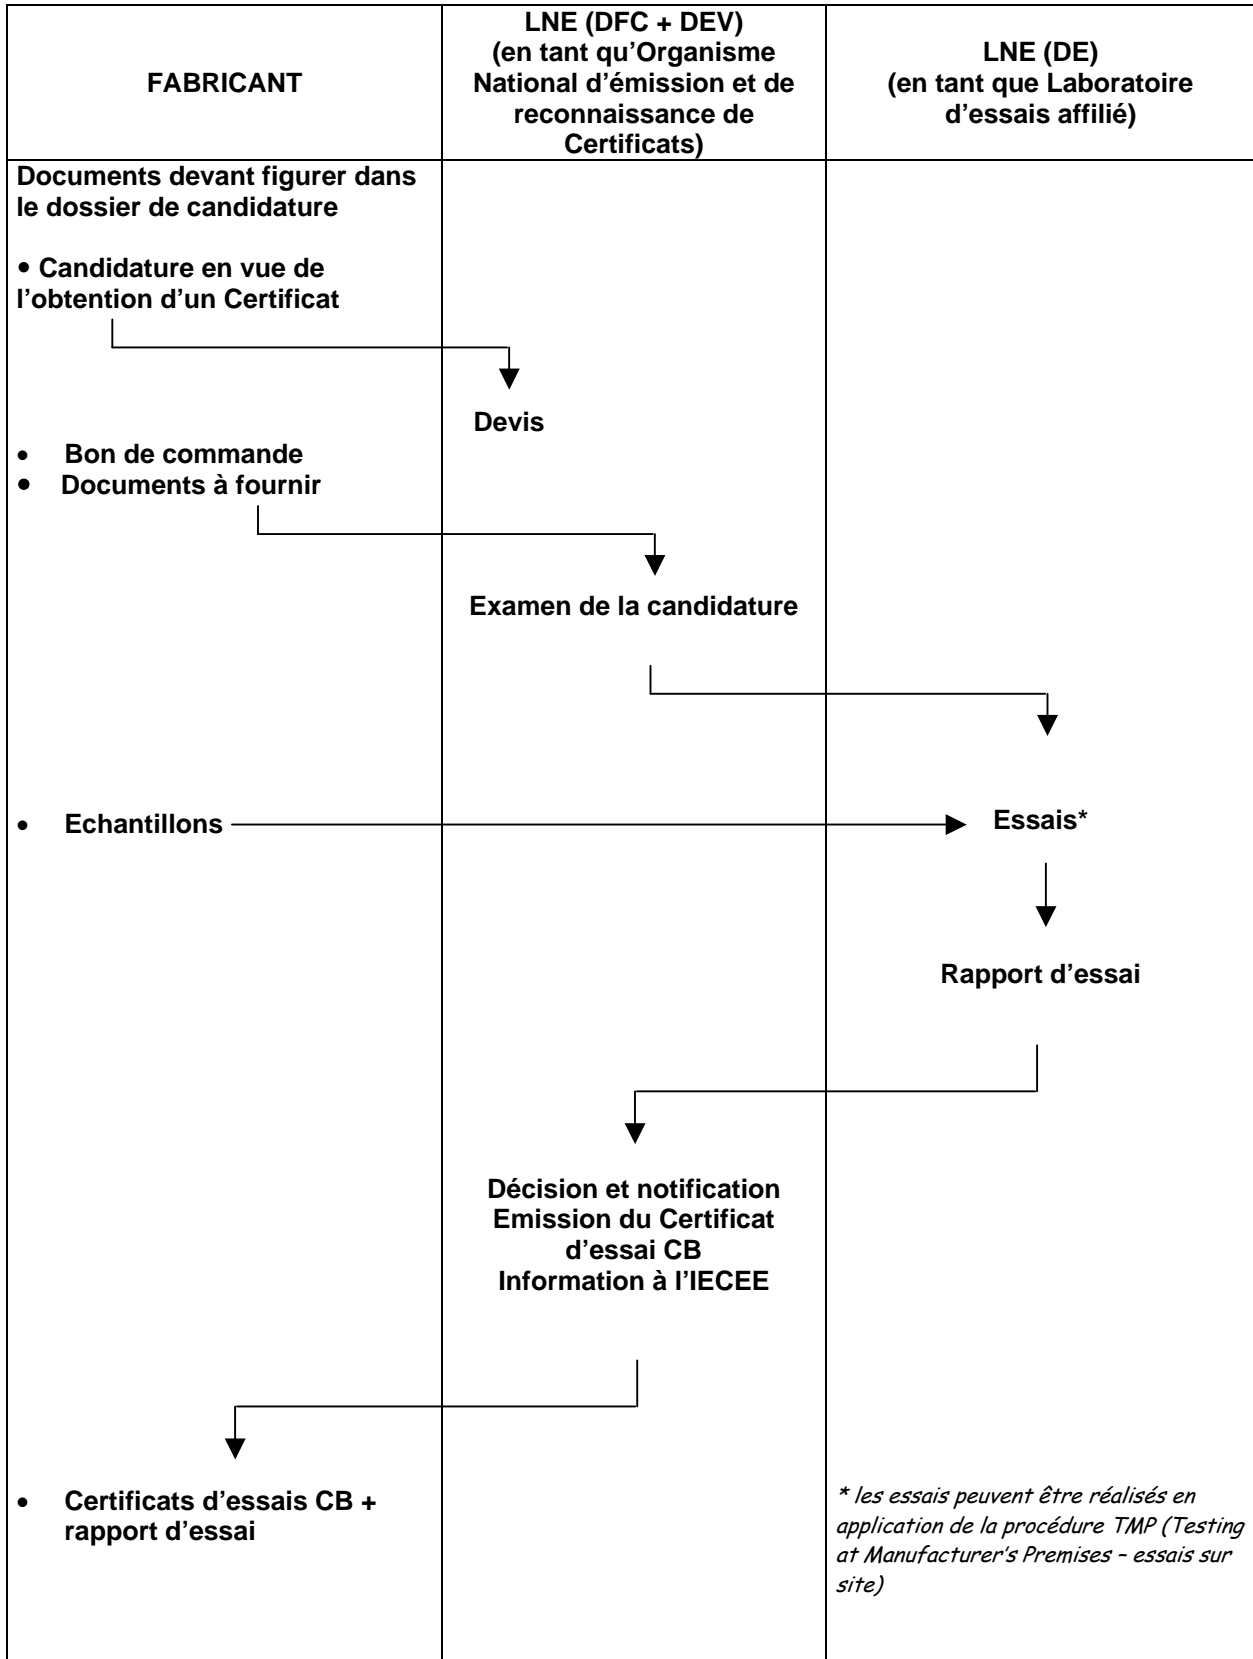 FABRICANT
LNE (DFC + DEV)
(en tant qu’Organisme
National d’émission et de
reconnaissance de
Certificats)
LNE (DE)
(en tant que Laboratoire
d’essais affilié)
Documents devant figurer dans
le dossier de candidature
• Candidature en vue de
l’obtention d’un Certificat
Devis
• Bon de commande
• Documents à fournir
Examen de la candidature
• Echantillons
Essais*
Rapport d’essai
Décision et notification
Emission du Certificat
d’essai CB
Information à l’IECEE
• Certificats d’essais CB +
rapport d’essai
* les essais peuvent être réalisés en
application de la procédure TMP (Testing
at Manufacturer’s Premises – essais sur
site)